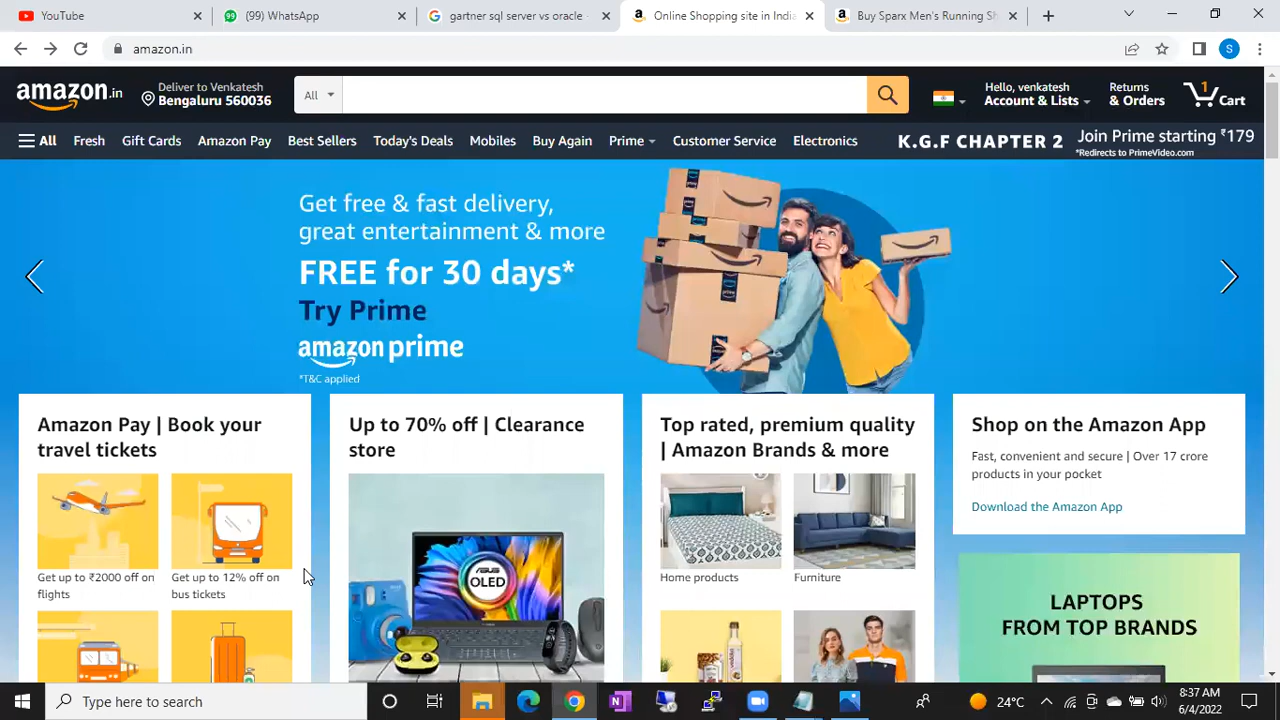 YouTube
(99) WhatsApp
gartner sql server vs oracle
Online Shopping site in India
Buy Sparx Men's Running Sh
amazon.in
amazon.in
Deliver to Venkatesh
Bengaluru 560036
All
Hello, venkatesh
Account & Lists
Returns
& Orders
1
Cart
All
Fresh
Gift Cards
Amazon Pay
Best Sellers
Today's Deals
Mobiles
Buy Again
Prime
Customer Service
Electronics
K.G.F CHAPTER 2
Join Prime starting ₹179
*Redirects to PrimeVideo.com
Get free & fast delivery,
great entertainment & more
FREE for 30 days*
Try Prime
amazon prime
*T&C applied
Amazon Pay | Book your
travel tickets
Get up to ₹2000 off on
flights
Get up to 12% off on
bus tickets
Up to 70% off | Clearance
store
ASUS
OLED
Top rated, premium quality
| Amazon Brands & more
Home products
Furniture
Shop on the Amazon App
Fast, convenient and secure | Over 17 crore
products in your pocket
Download the Amazon App
LAPTOPS
FROM TOP BRANDS
Type here to search
24°C
8:37 AM
6/4/2022